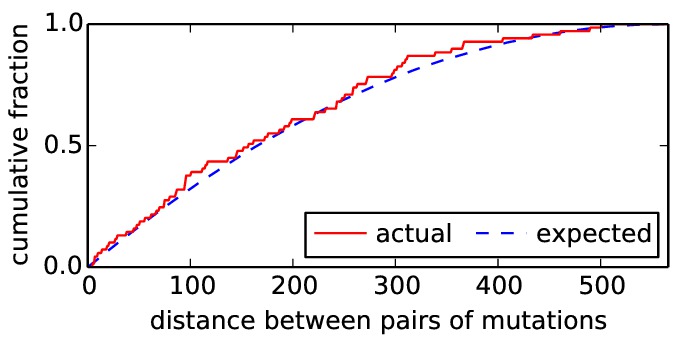 cumulative fraction
1.0
0.5
0.0
actual expected
0 100 200 300 400 500
distance between pairs of mutations